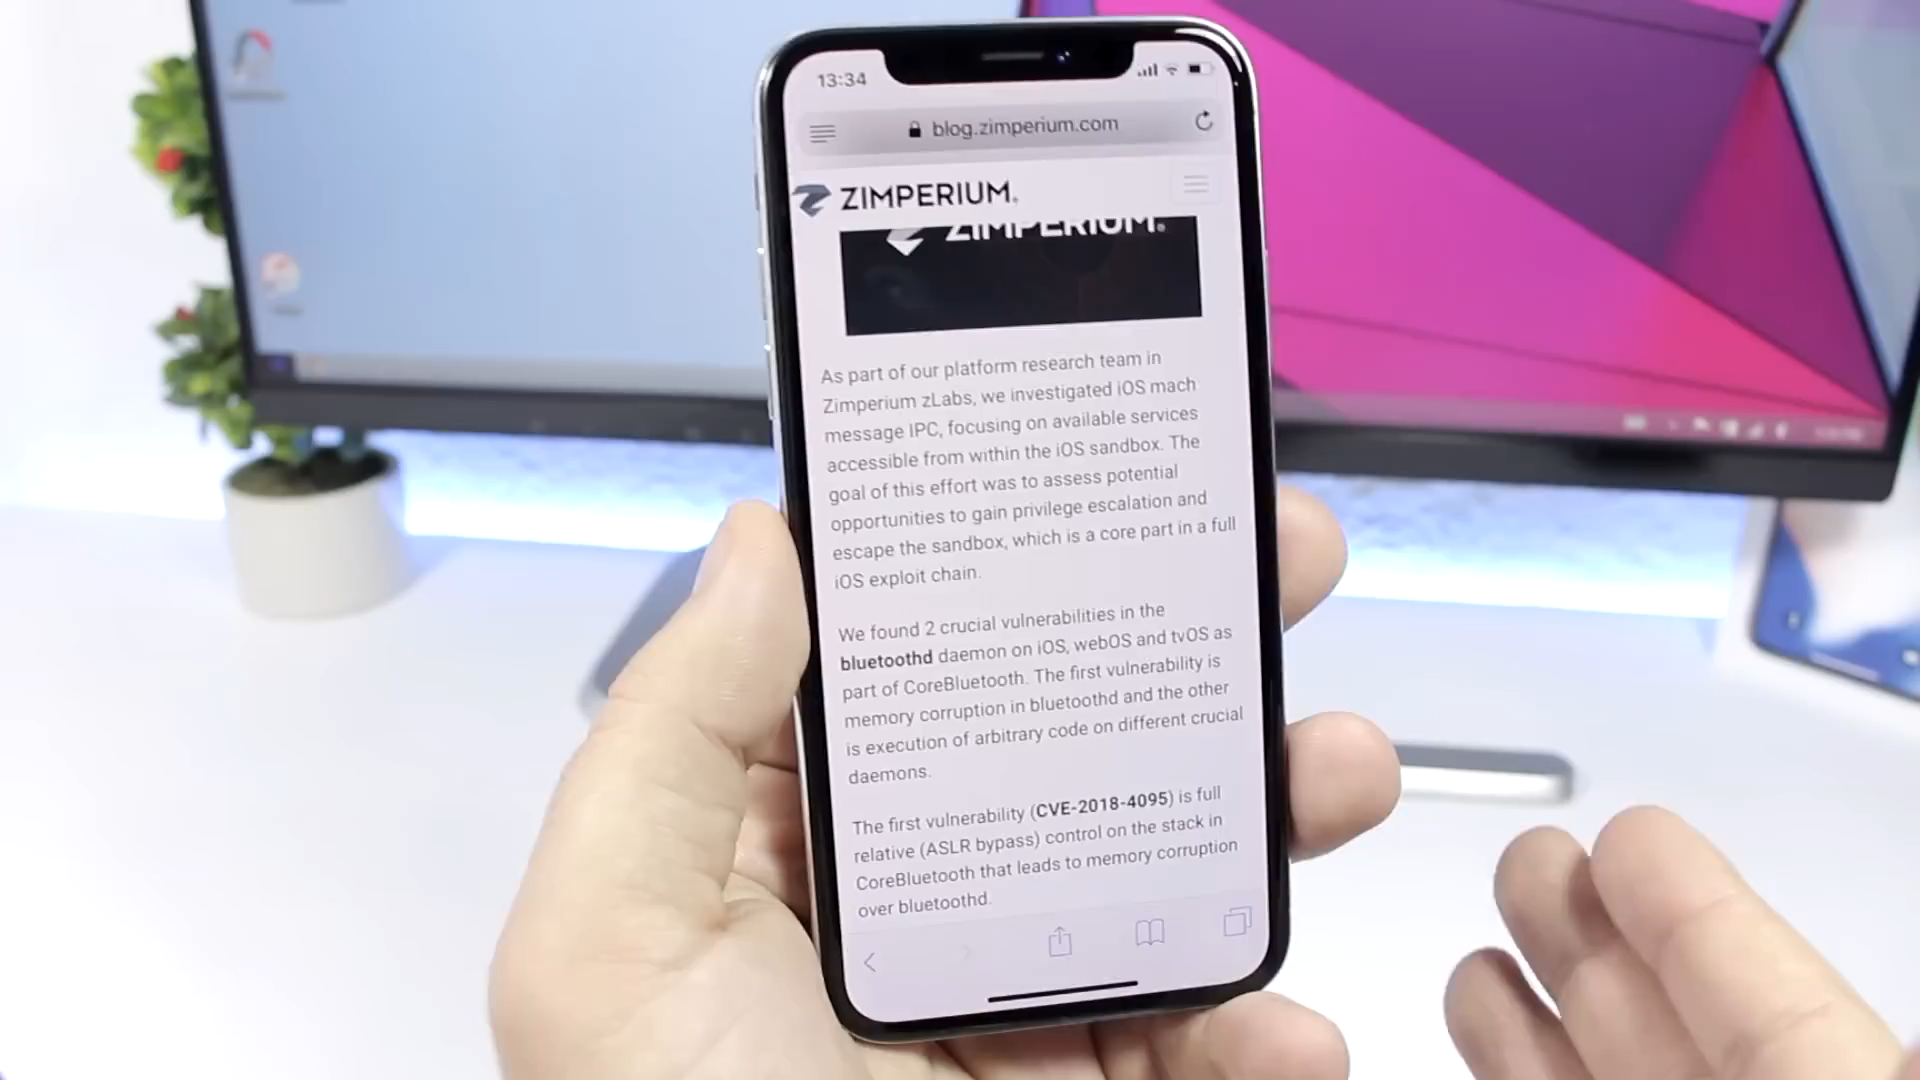 13:34
blog.zimperium.com
ZIMPERIUM.
ZIMPERIUM.
As part of our platform research team in
Zimperium zLabs, we investigated iOS mach
message IPC, focusing on available services
accessible from within the iOS sandbox. The
goal of this effort was to assess potential
opportunities to gain privilege escalation and
escape the sandbox, which is a core part in a full
iOS exploit chain.
We found 2 crucial vulnerabilities in the
bluetoothd daemon on iOS, webOS and tvOS as
part of CoreBluetooth. The first vulnerability is
memory corruption in bluetoothd and the other
is execution of arbitrary code on different crucial
daemons.
The first vulnerability (CVE-2018-4095) is full
relative (ASLR bypass) control on the stack in
CoreBluetooth that leads to memory corruption
over bluetoothd.